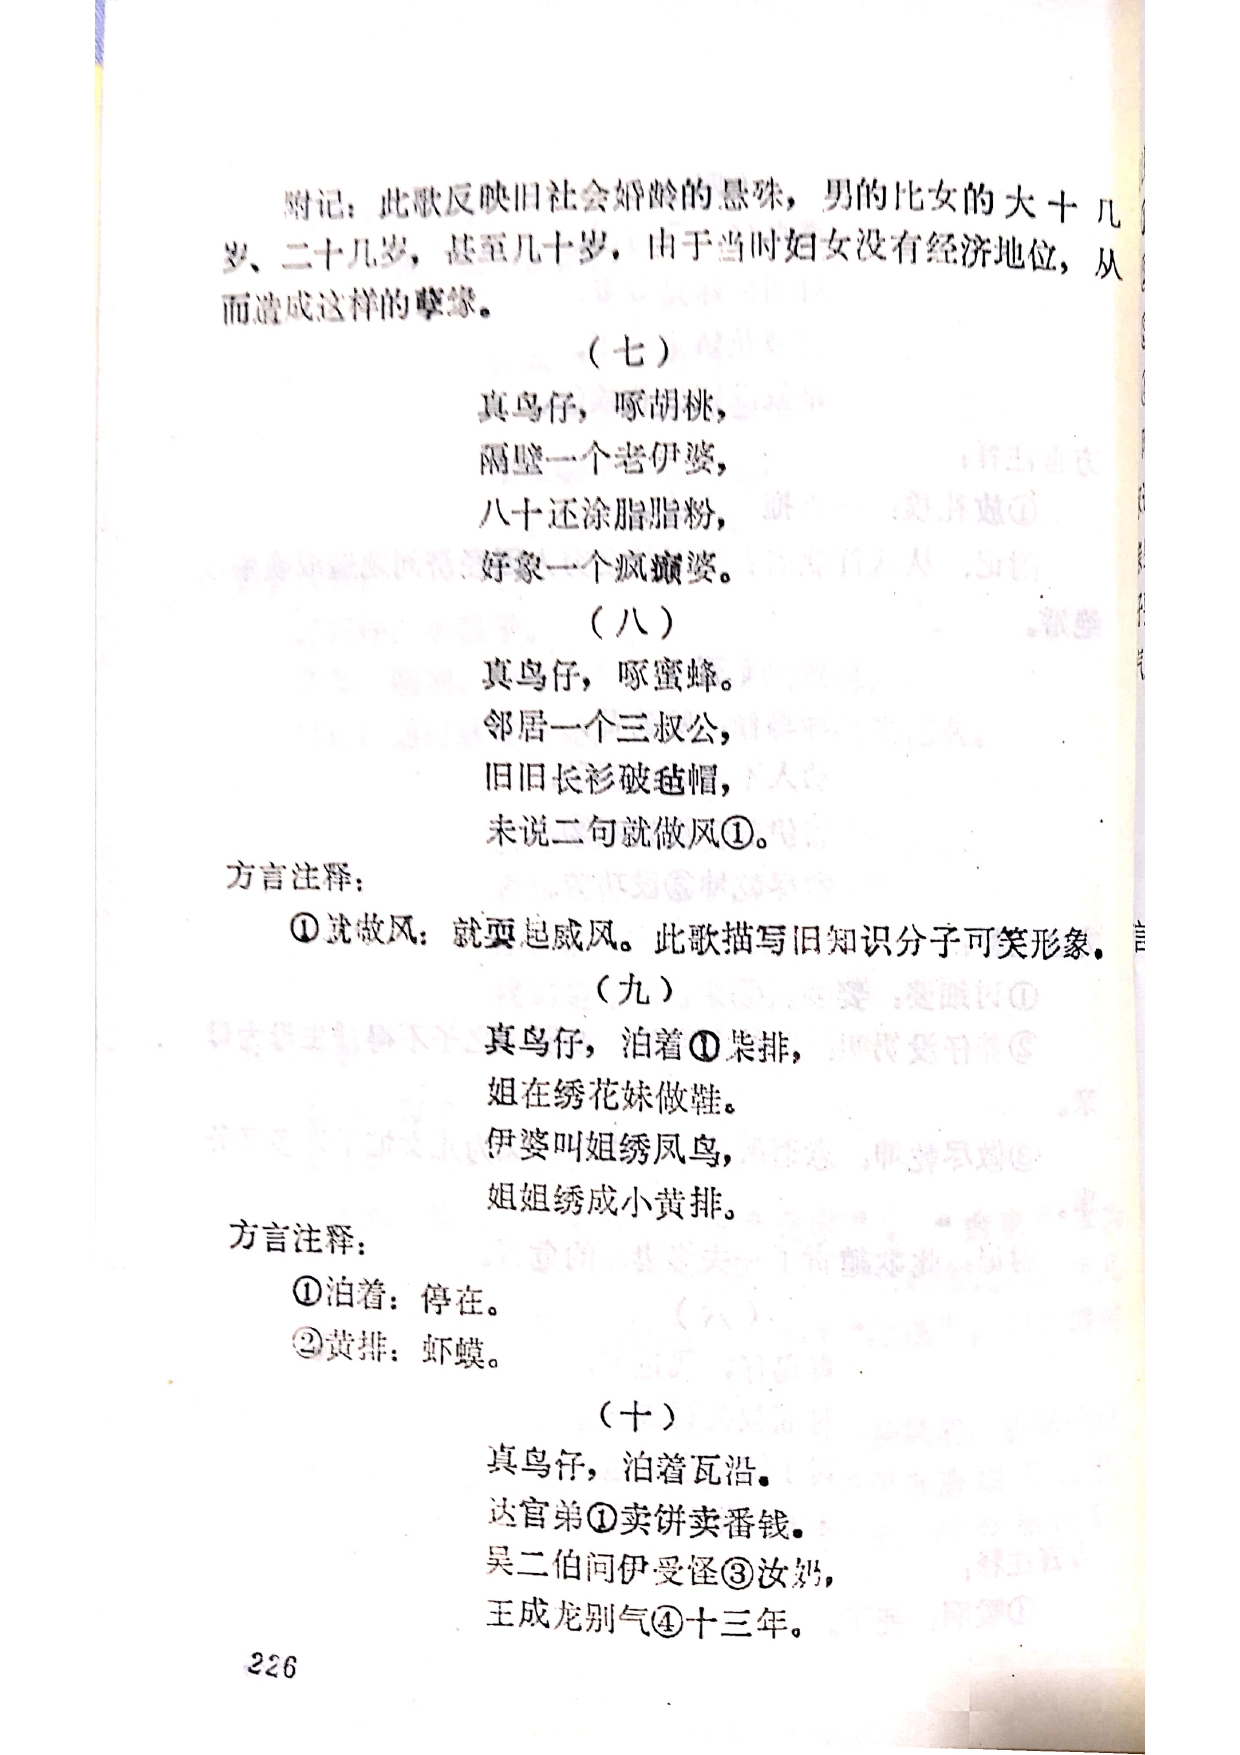 附记：此歌反映旧社会婚龄的悬殊，男的比女的大十几
岁、二十几岁，甚至几十岁。由于当时妇女没有经济地位，从
而造成这样的孽缘。
（七）
真鸟仔，啄胡桃，
隔壁一个老伊婆，
八十还涂脂脂粉，
好象一个疯癫婆。
（八）
真鸟仔，啄蜜蜂。
邻居一个三叔公，
旧旧长衫破毡帽，
未说二句就做风①。
方言注释：
①就做风：就耍起威风。此歌描写旧知识分子可笑形象。
（九）
真鸟仔，泊着①柴排，
姐在绣花妹做鞋。
伊婆叫姐绣凤鸟，
姐姐绣成小黄排。
方言注释：
①泊着：停在。
②黄排：虾蟆。
（十）
真鸟仔，泊着瓦沿。
达官弟①卖饼卖番钱。
吴二伯问伊受怪③汝奶，
王成龙别气④十三年。
226